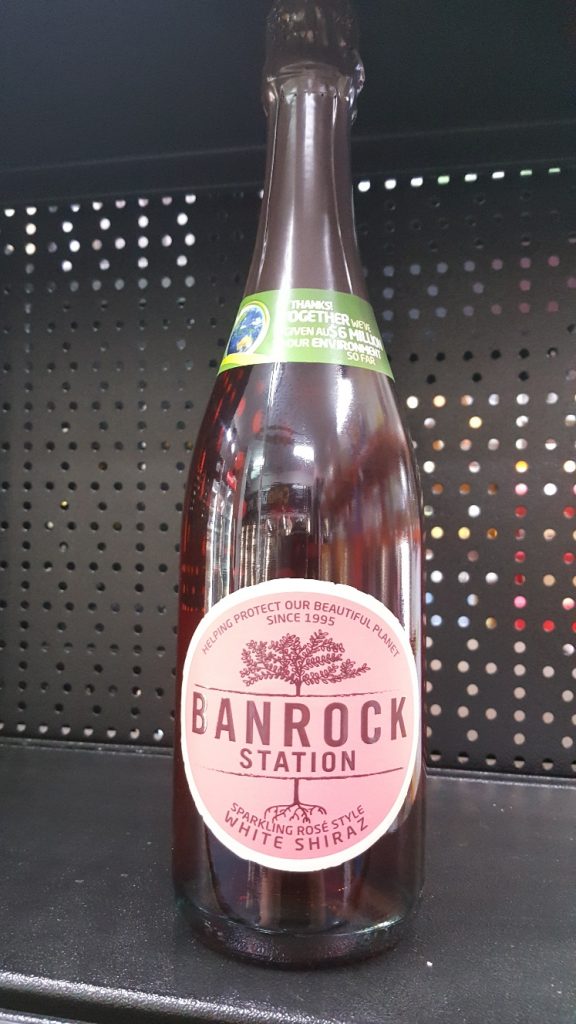 THANKS!
TOGETHER WE'VE
GIVEN AU$6 MILLION
OUR ENVIRONMENT
SO FAR
HELPING PROTECT OUR BEAUTIFUL PLANET
SINCE 1995
BANROCK
STATION
SPARKLING ROSÉ STYLE
WHITE SHIRAZ